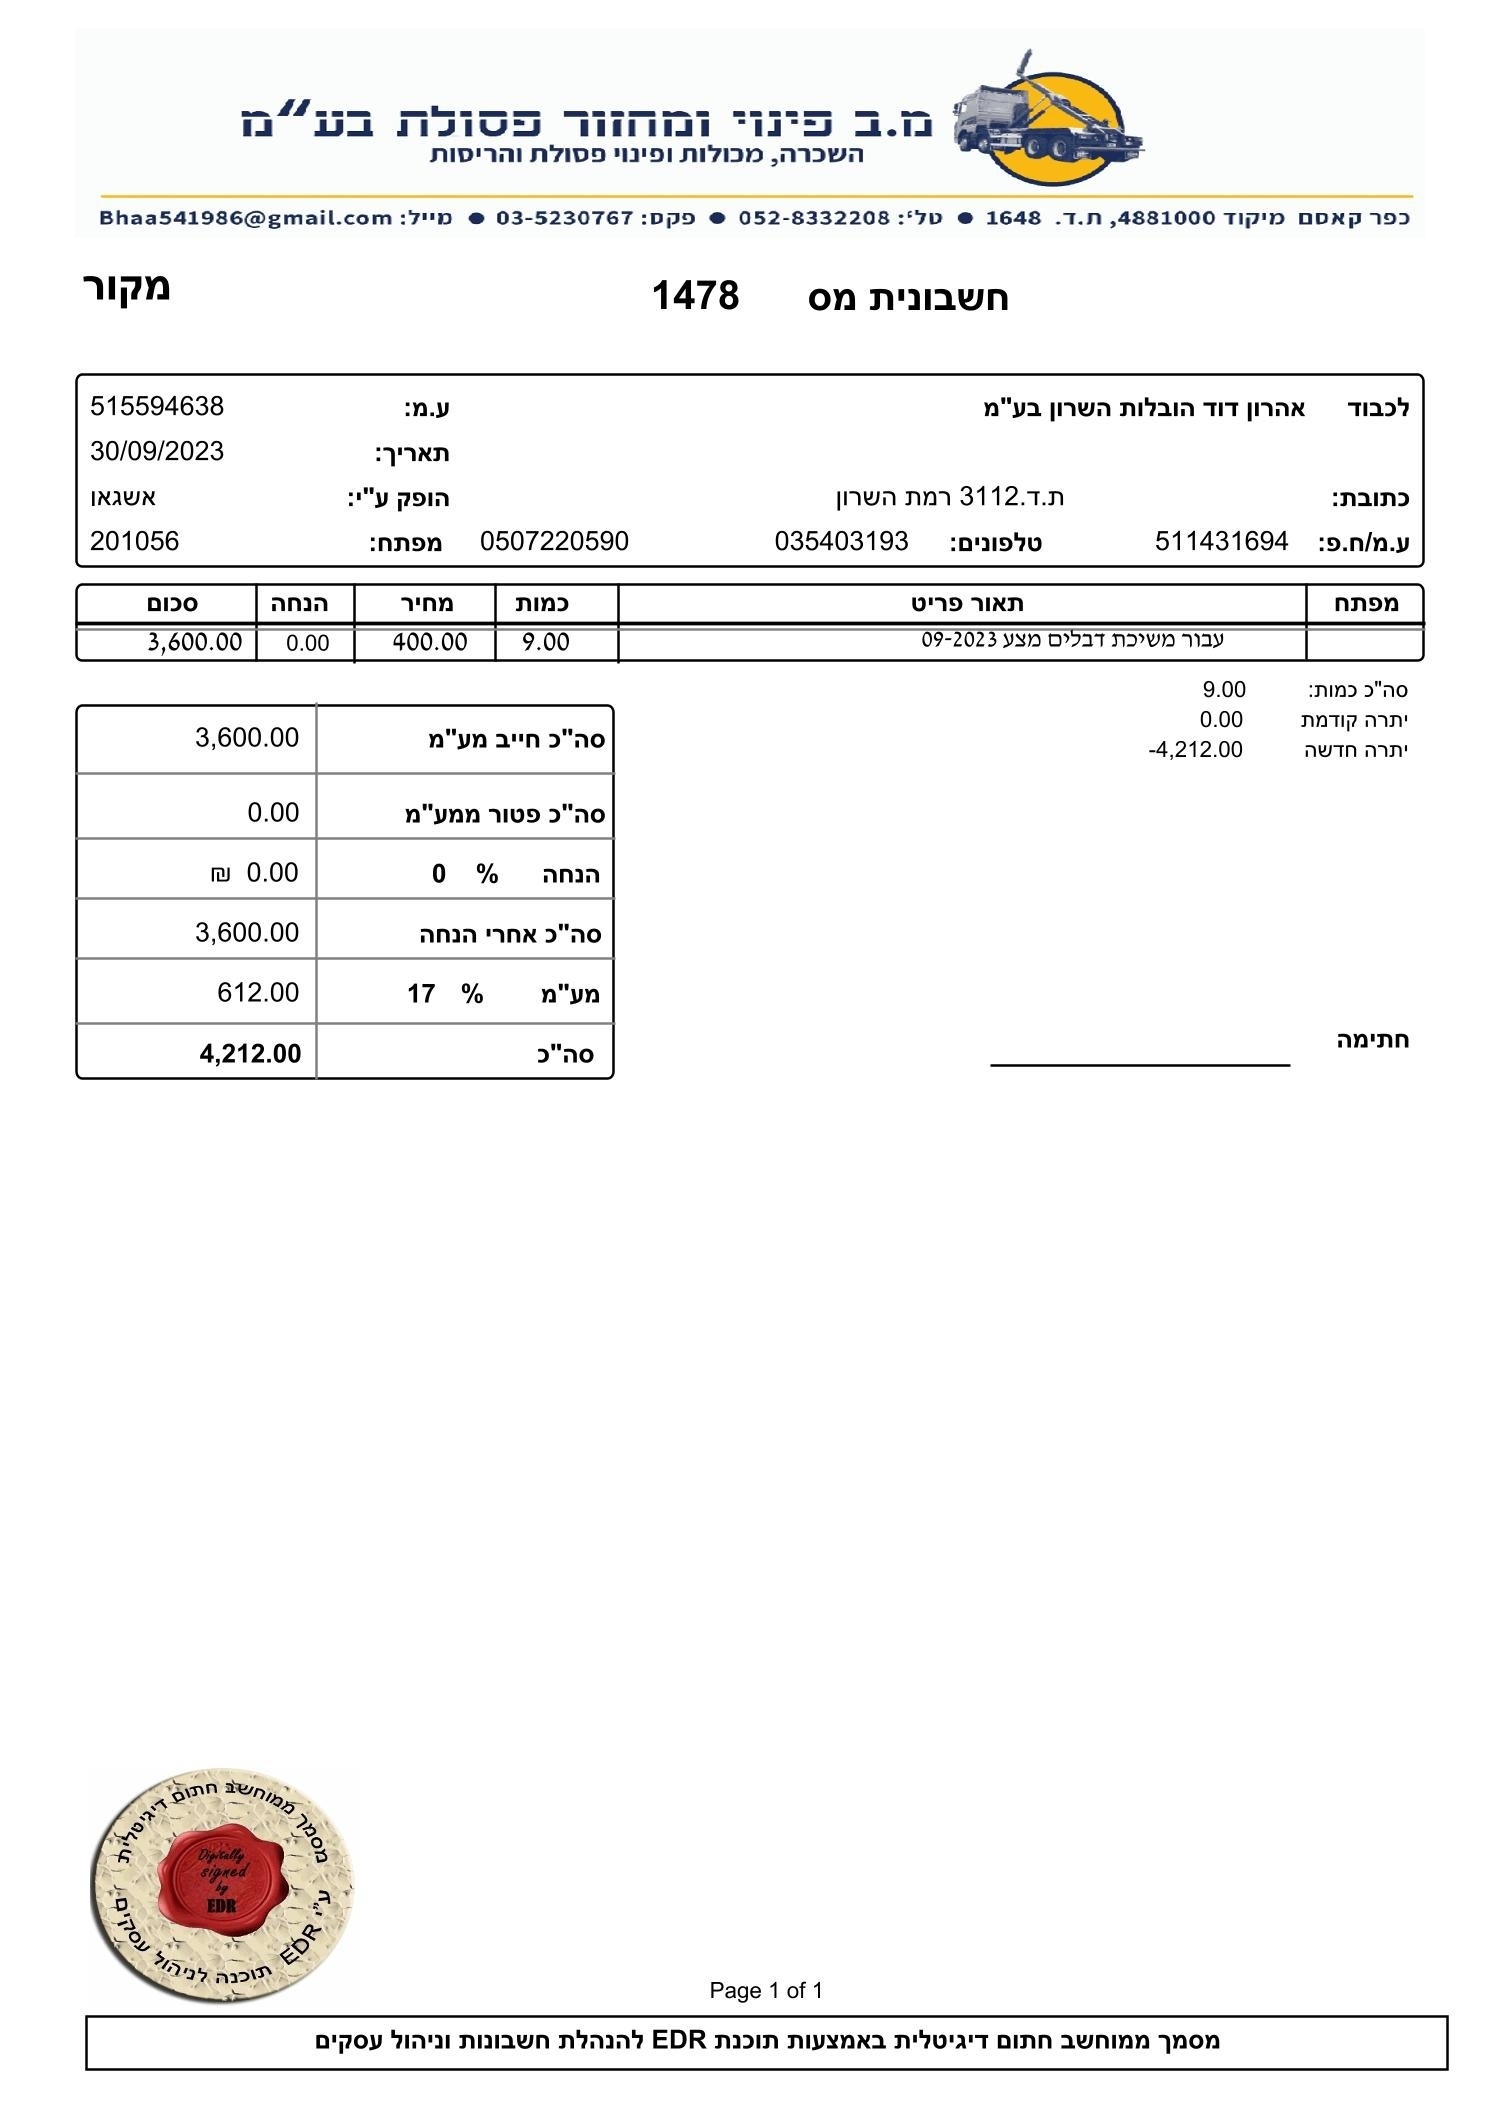 מ.ב פינוי ומחזור פסולת בע"מ
השכרה, מכולות ופינוי פסולת והריסות
כפר קאסם מיקוד 4881000, ת.ד. 1648 ● טל': 052-8332208 ● פקס: 03-5230767 ● מייל: Bhaa541986@gmail.com
חשבונית מס 1478 מקור
לכבוד אהרון דוד הובלות השרון בע"מ ע.מ: 515594638
תאריך: 30/09/2023
כתובת: ת.ד.3112 רמת השרון הופק ע"י: אשגאו
ע.מ/ח.פ: 511431694 טלפונים: 035403193 0507220590 מפתח: 201056
מפתח תאור פריט כמות מחיר הנחה סכום
עבור משיכת דבלים מצע 09-2023 9.00 400.00 0.00 3,600.00
סה"כ כמות: 9.00
יתרה קודמת 0.00
יתרה חדשה -4,212.00
סה"כ חייב מע"מ 3,600.00
סה"כ פטור ממע"מ 0.00
הנחה % 0 0.00 ₪
סה"כ אחרי הנחה 3,600.00
מע"מ % 17 612.00
סה"כ 4,212.00
חתימה
מסמך ממוחשב חתום דיגיטלית
Digitally
signed
by
EDR
ע"י EDR תוכנה לניהול עסקים
Page 1 of 1
מסמך ממוחשב חתום דיגיטלית באמצעות תוכנת EDR להנהלת חשבונות וניהול עסקים